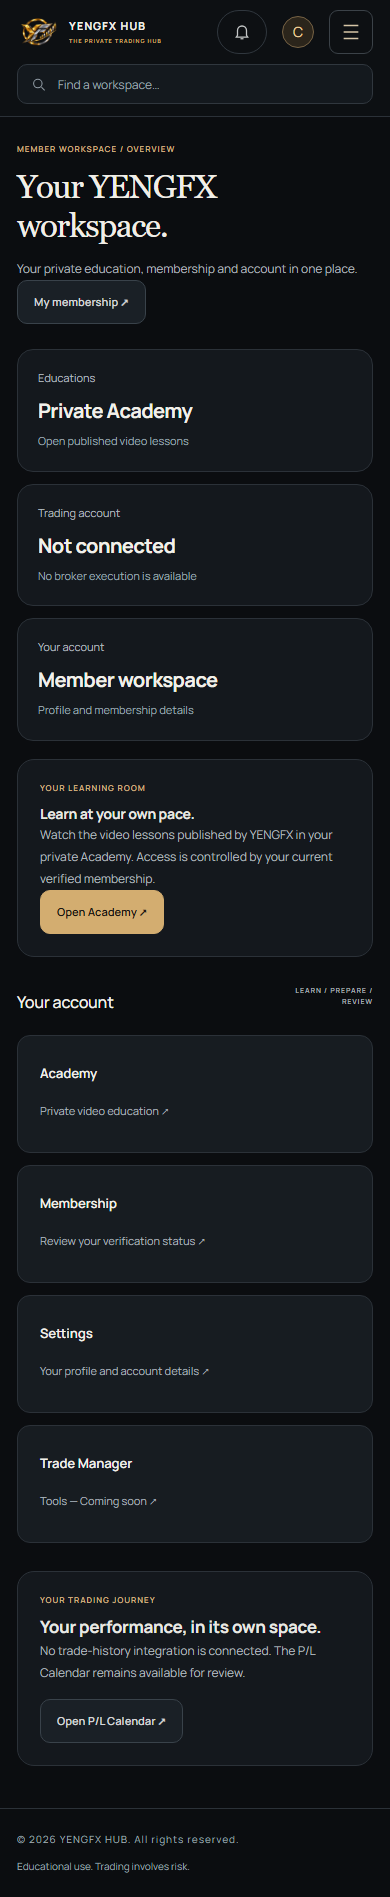 YENGFX HUB
THE PRIVATE TRADING HUB
C
Find a workspace...
MEMBER WORKSPACE / OVERVIEW
Your YENGFX
workspace.
Your private education, membership and account in one place.
My membership ↗
Educations
Private Academy
Open published video lessons
Trading account
Not connected
No broker execution is available
Your account
Member workspace
Profile and membership details
YOUR LEARNING ROOM
Learn at your own pace.
Watch the video lessons published by YENGFX in your
private Academy. Access is controlled by your current
verified membership.
Open Academy ↗
Your account
LEARN / PREPARE /
REVIEW
Academy
Private video education ↗
Membership
Review your verification status ↗
Settings
Your profile and account details ↗
Trade Manager
Tools — Coming soon ↗
YOUR TRADING JOURNEY
Your performance, in its own space.
No trade-history integration is connected. The P/L
Calendar remains available for review.
Open P/L Calendar ↗
© 2026 YENGFX HUB. All rights reserved.
Educational use. Trading involves risk.